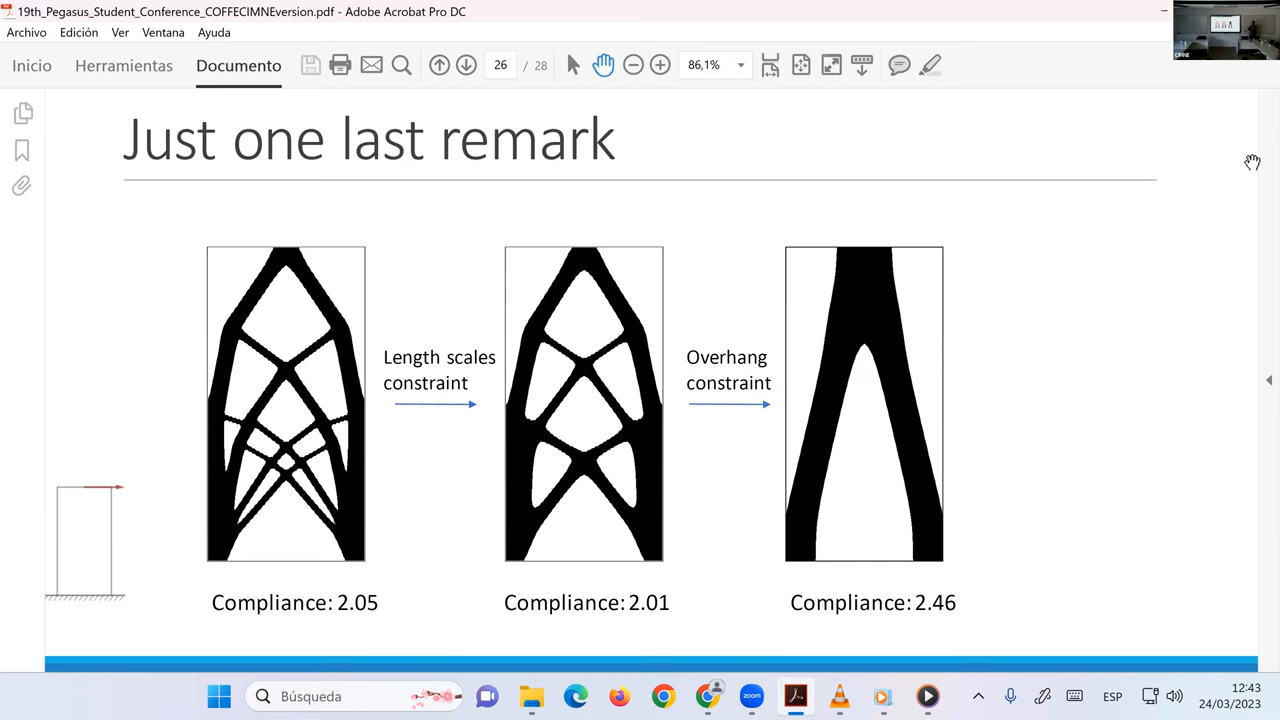 19th_Pegasus_Student_Conference_COFFECIMNEversion.pdf - Adobe Acrobat Pro DC
Archivo Edición Ver Ventana Ayuda
Inicio Herramientas Documento 26 / 28 86,1%
Just one last remark
Length scales
constraint
Overhang
constraint
Compliance: 2.05
Compliance: 2.01
Compliance: 2.46
Búsqueda
ESP
12:43
24/03/2023
CIMNE